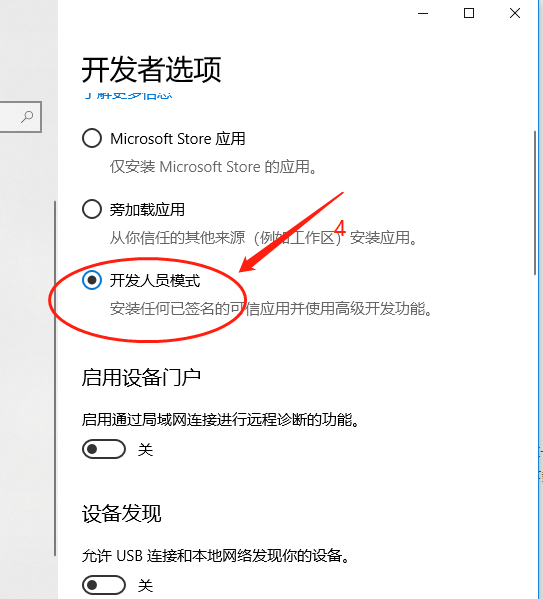 开发者选项
了解更多信息
Microsoft Store 应用
仅安装 Microsoft Store 的应用。
旁加载应用
4
从你信任的其他来源（例如工作区）安装应用。
开发人员模式
安装任何已签名的可信应用并使用高级开发功能。
启用设备门户
启用通过局域网连接进行远程诊断的功能。
关
设备发现
允许 USB 连接和本地网络发现你的设备。
关